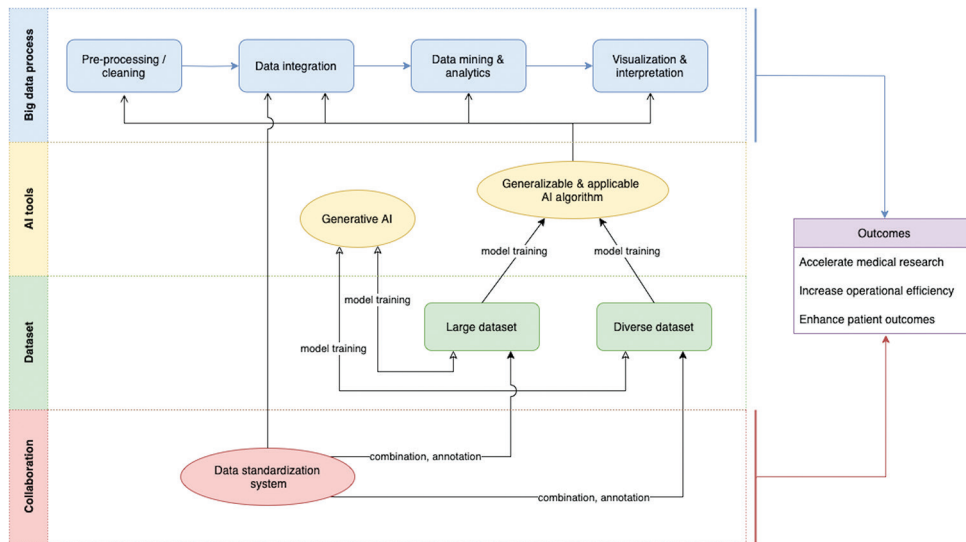 Big data process
Pre-processing /
cleaning
Data integration
Data mining &
analytics
Visualization &
interpretation
AI tools
Generative AI
Generalizable & applicable
AI algorithm
model training
model training
model training
model training
Dataset
Large dataset
Diverse dataset
Collaboration
Data standardization
system
combination, annotation
combination, annotation
Outcomes
Accelerate medical research
Increase operational efficiency
Enhance patient outcomes